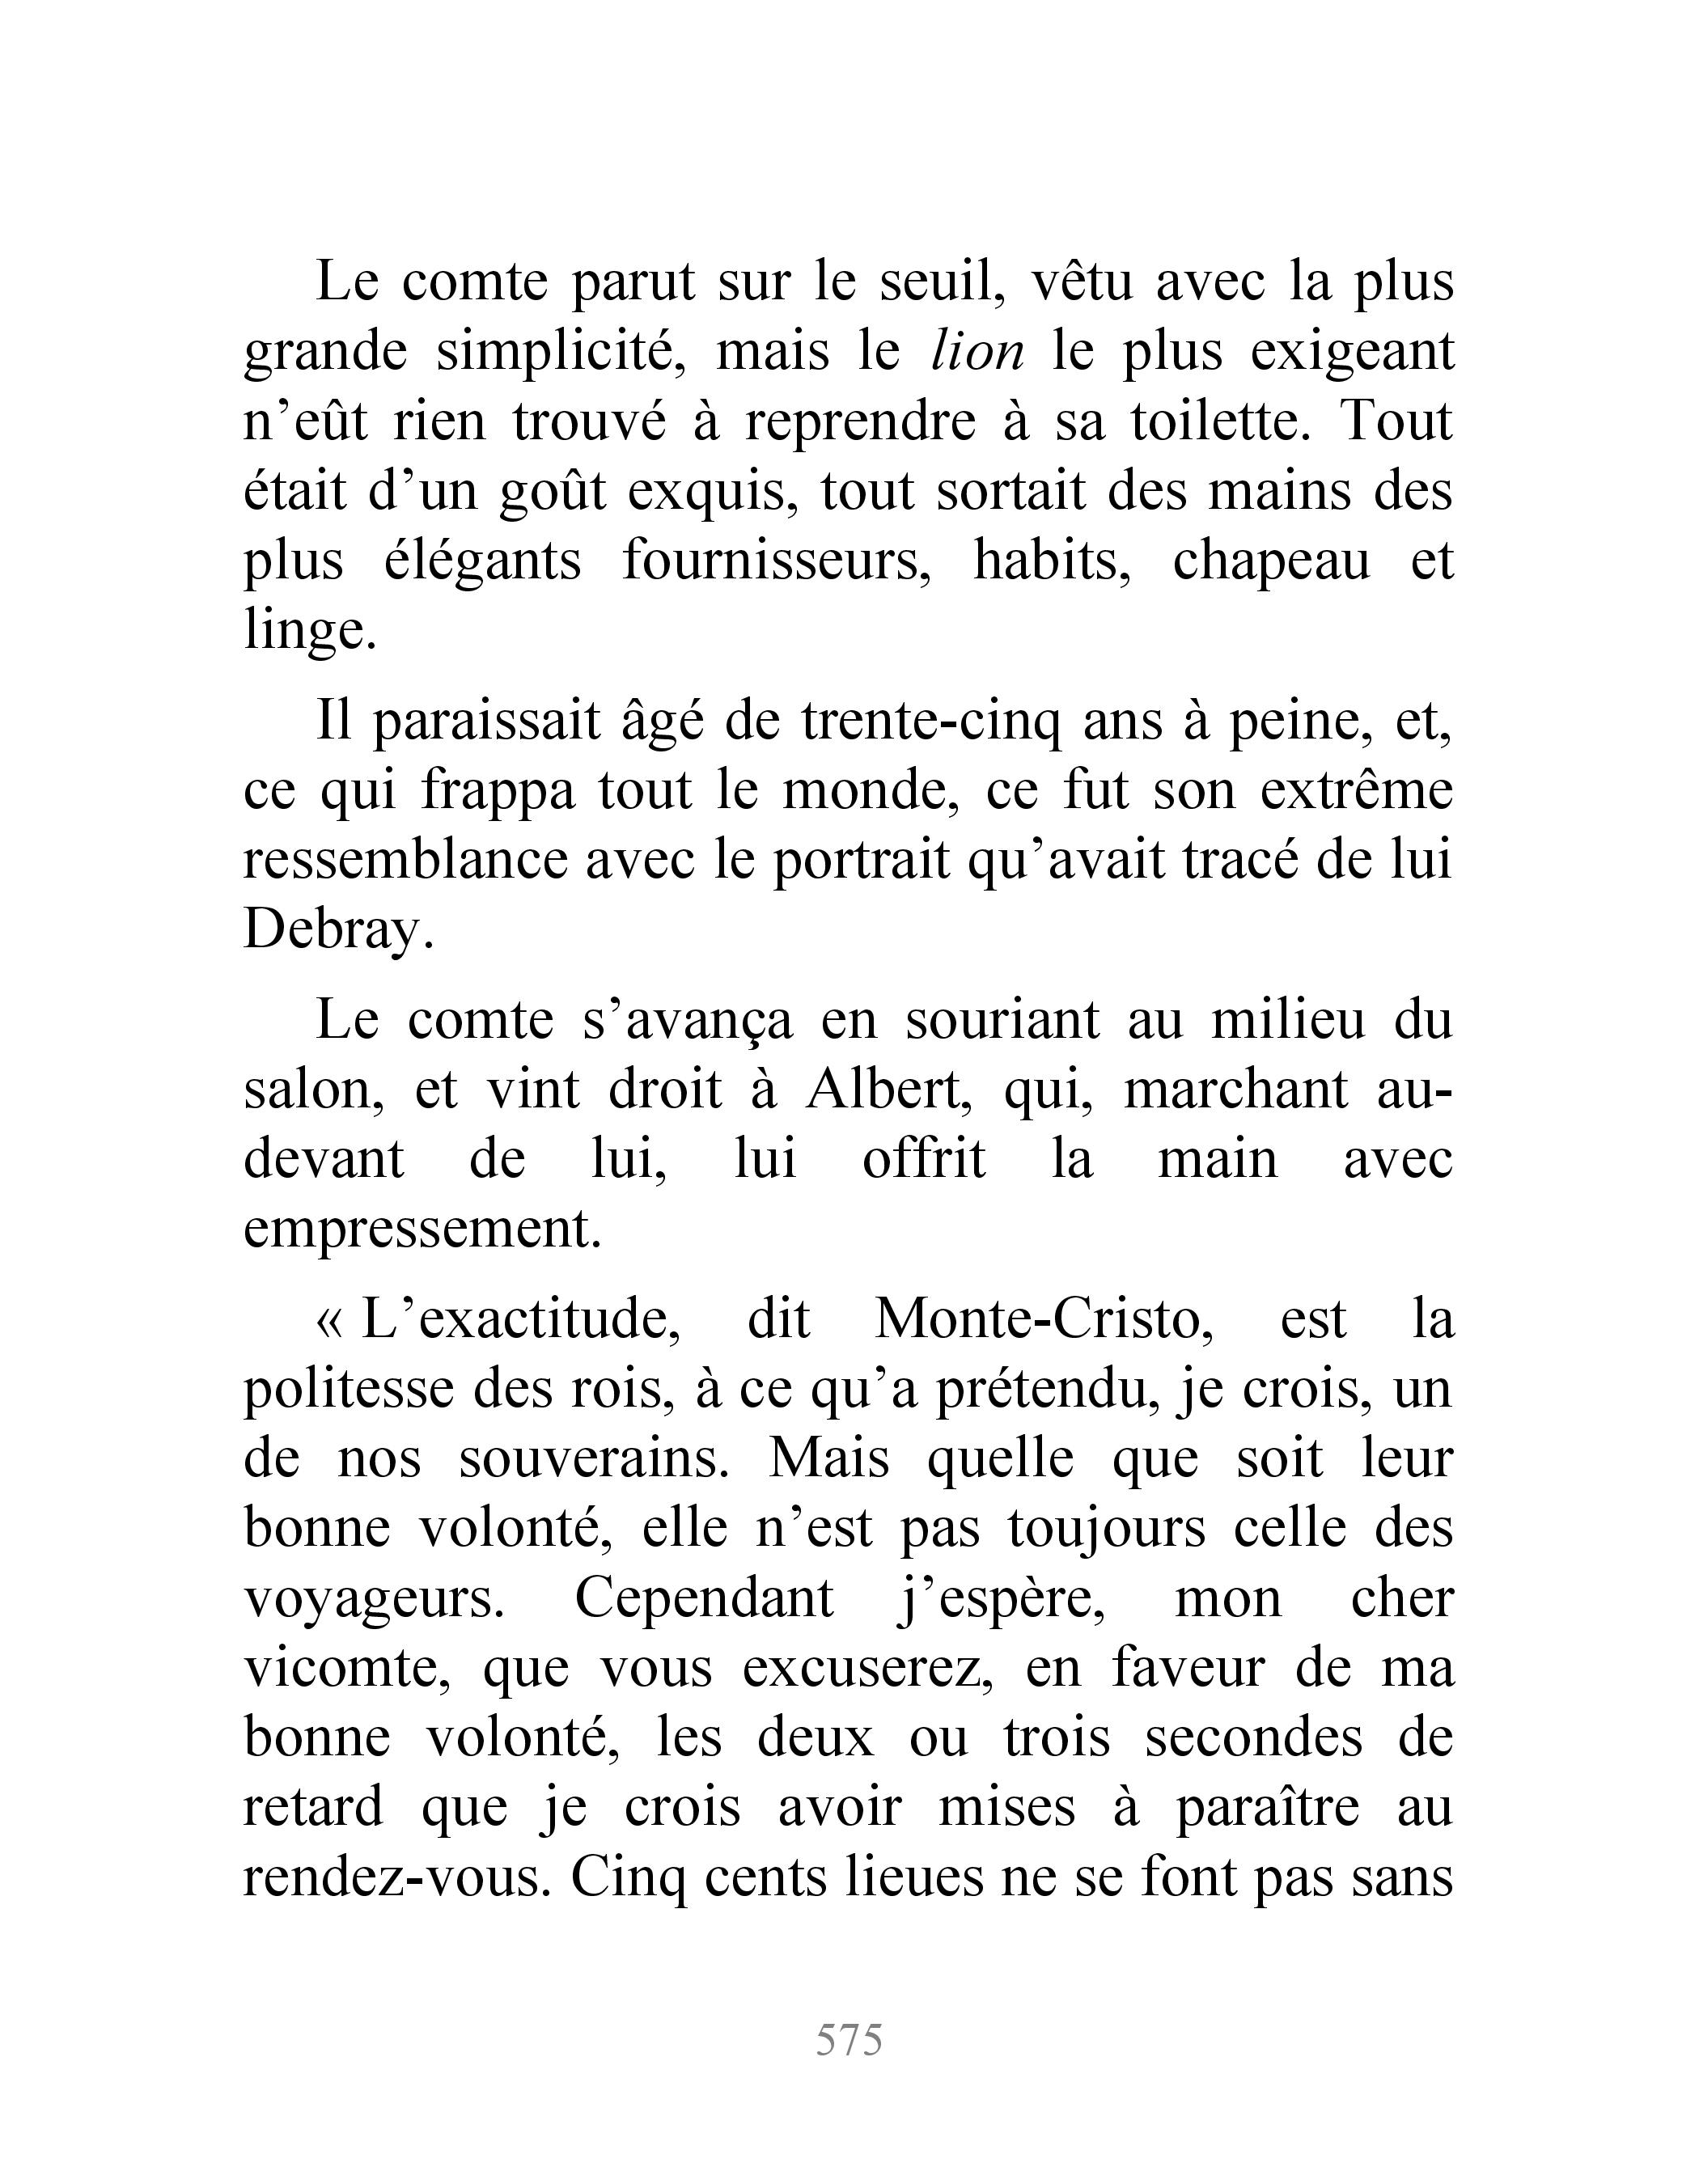 Le comte parut sur le seuil, vêtu avec la plus
grande simplicité, mais le lion le plus exigeant
n’eût rien trouvé à reprendre à sa toilette. Tout
était d’un goût exquis, tout sortait des mains des
plus élégants fournisseurs, habits, chapeau et
linge.
Il paraissait âgé de trente-cinq ans à peine, et,
ce qui frappa tout le monde, ce fut son extrême
ressemblance avec le portrait qu’avait tracé de lui
Debray.
Le comte s’avança en souriant au milieu du
salon, et vint droit à Albert, qui, marchant au-
devant de lui, lui offrit la main avec
empressement.
« L’exactitude, dit Monte-Cristo, est la
politesse des rois, à ce qu’a prétendu, je crois, un
de nos souverains. Mais quelle que soit leur
bonne volonté, elle n’est pas toujours celle des
voyageurs. Cependant j’espère, mon cher
vicomte, que vous excuserez, en faveur de ma
bonne volonté, les deux ou trois secondes de
retard que je crois avoir mises à paraître au
rendez-vous. Cinq cents lieues ne se font pas sans
575